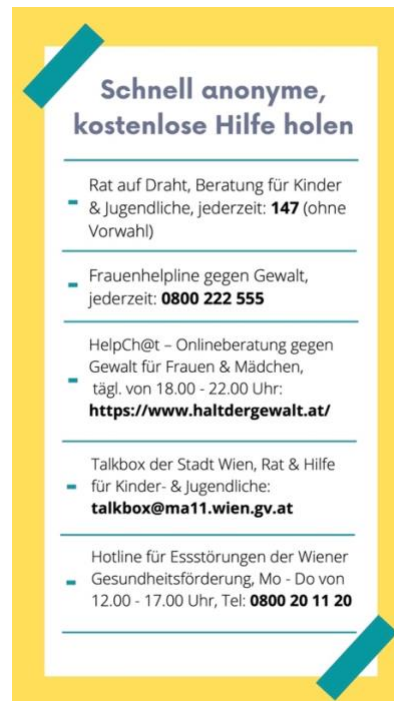 Schnell anonyme,
kostenlose Hilfe holen
- Rat auf Draht, Beratung für Kinder
& Jugendliche, jederzeit: 147 (ohne
Vorwahl)
- Frauenhelpline gegen Gewalt,
jederzeit: 0800 222 555
- HelpCh@t – Onlineberatung gegen
Gewalt für Frauen & Mädchen,
tägl. von 18.00 - 22.00 Uhr:
https://www.haltdergewalt.at/
- Talkbox der Stadt Wien, Rat & Hilfe
für Kinder- & Jugendliche:
talkbox@ma11.wien.gv.at
- Hotline für Essstörungen der Wiener
Gesundheitsförderung, Mo - Do von
12.00 - 17.00 Uhr, Tel: 0800 20 11 20